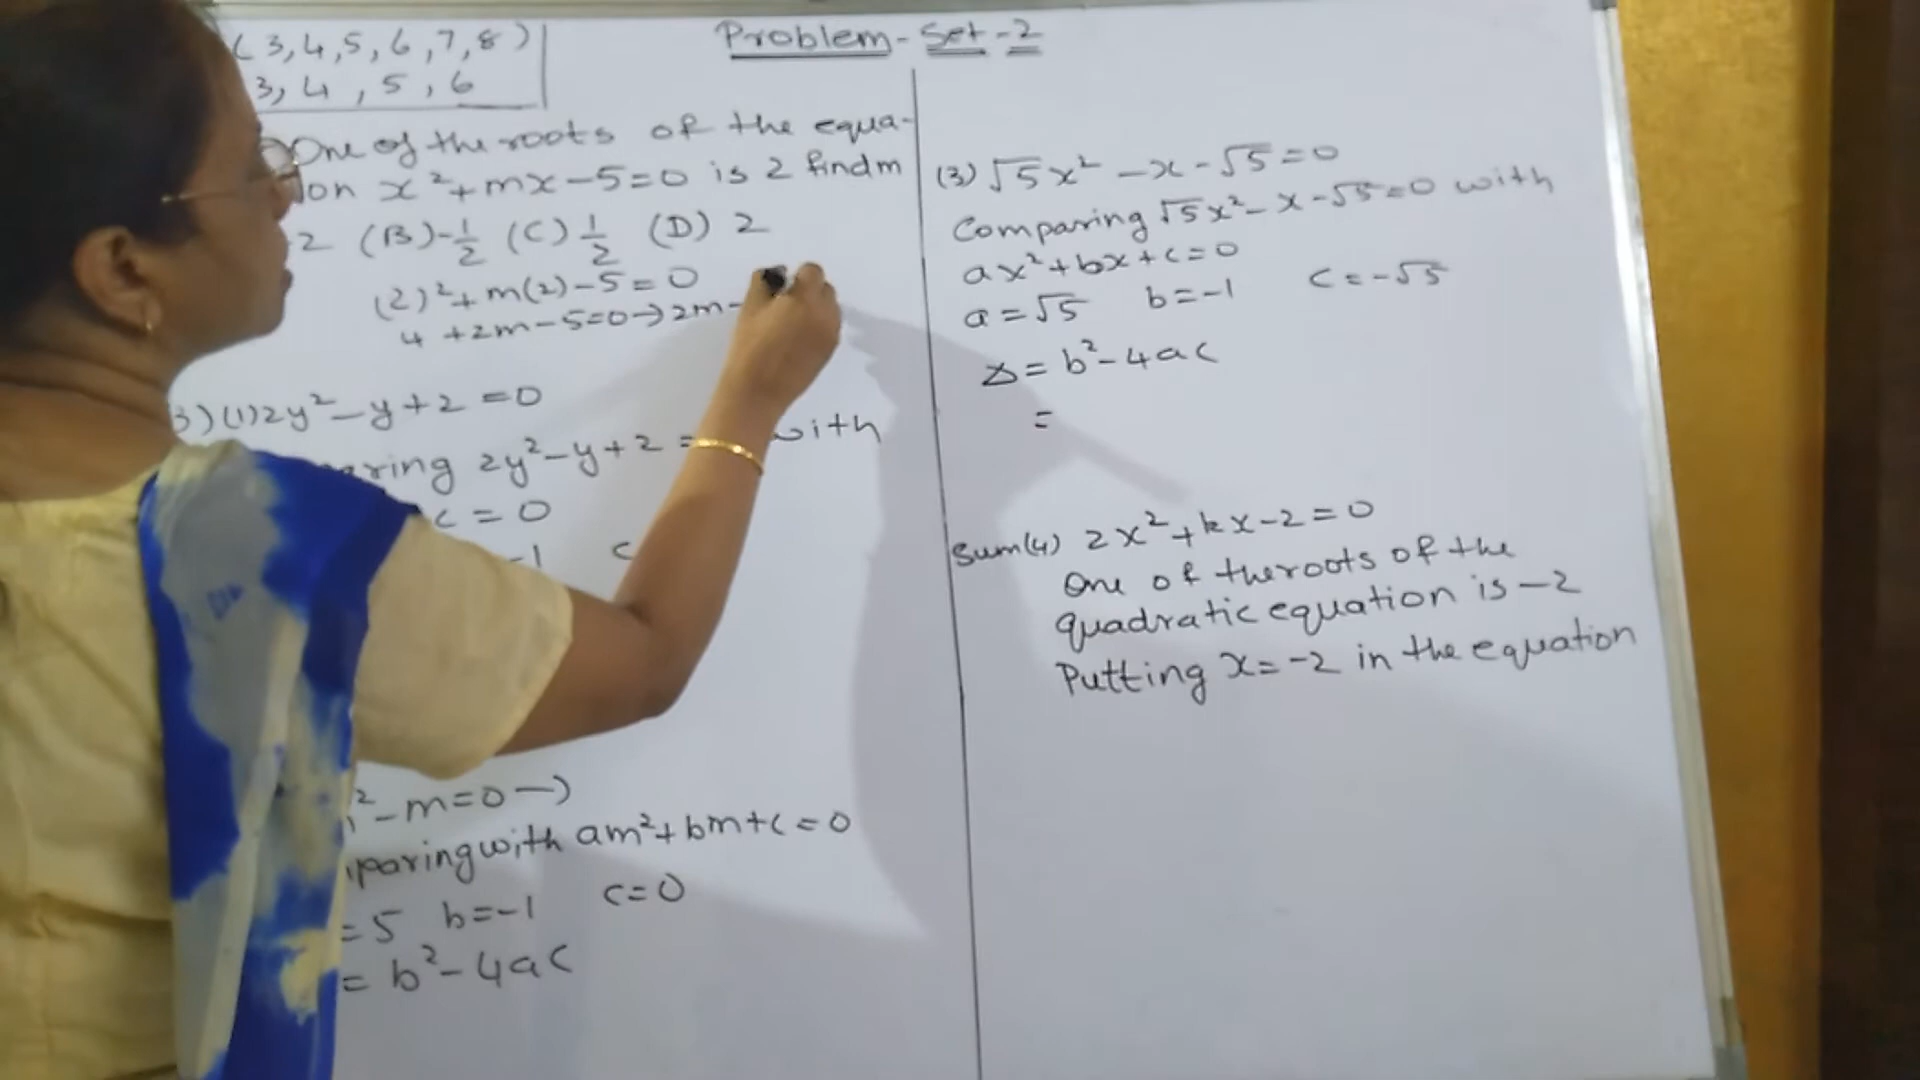 Problem-Set-2
(3,4,5,6,7,8)
3, 4, 5, 6
One of the roots of the equa-
ion x²+mx-5=0 is 2 find m
-2 (B) -1/2 (C) 1/2 (D) 2
(2)²+m(2)-5=0
4+2m-5=0→2m-
3)(1)2y²-y+2=0
ring 2y²-y+2= with
c=0
-1 c
²-m=0→
paring with am²+bm+c=0
=5 b=-1 c=0
=b²-4ac
(3) √5x²-x-√5=0
Comparing √5x²-x-√5=0 with
ax²+bx+c=0
a=√5 b=-1 c=-√5
Δ=b²-4ac
=
Sum(4) 2x²+kx-2=0
One of the roots of the
quadratic equation is -2
Putting x=-2 in the equation